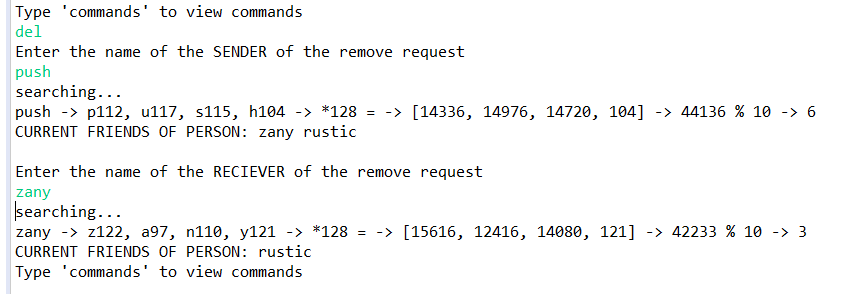 Type 'commands' to view commands
del
Enter the name of the SENDER of the remove request
push
searching...
push -> p112, u117, s115, h104 -> *128 = -> [14336, 14976, 14720, 104] -> 44136 % 10 -> 6
CURRENT FRIENDS OF PERSON: zany rustic
Enter the name of the RECIEVER of the remove request
zany
searching...
zany -> z122, a97, n110, y121 -> *128 = -> [15616, 12416, 14080, 121] -> 42233 % 10 -> 3
CURRENT FRIENDS OF PERSON: rustic
Type 'commands' to view commands